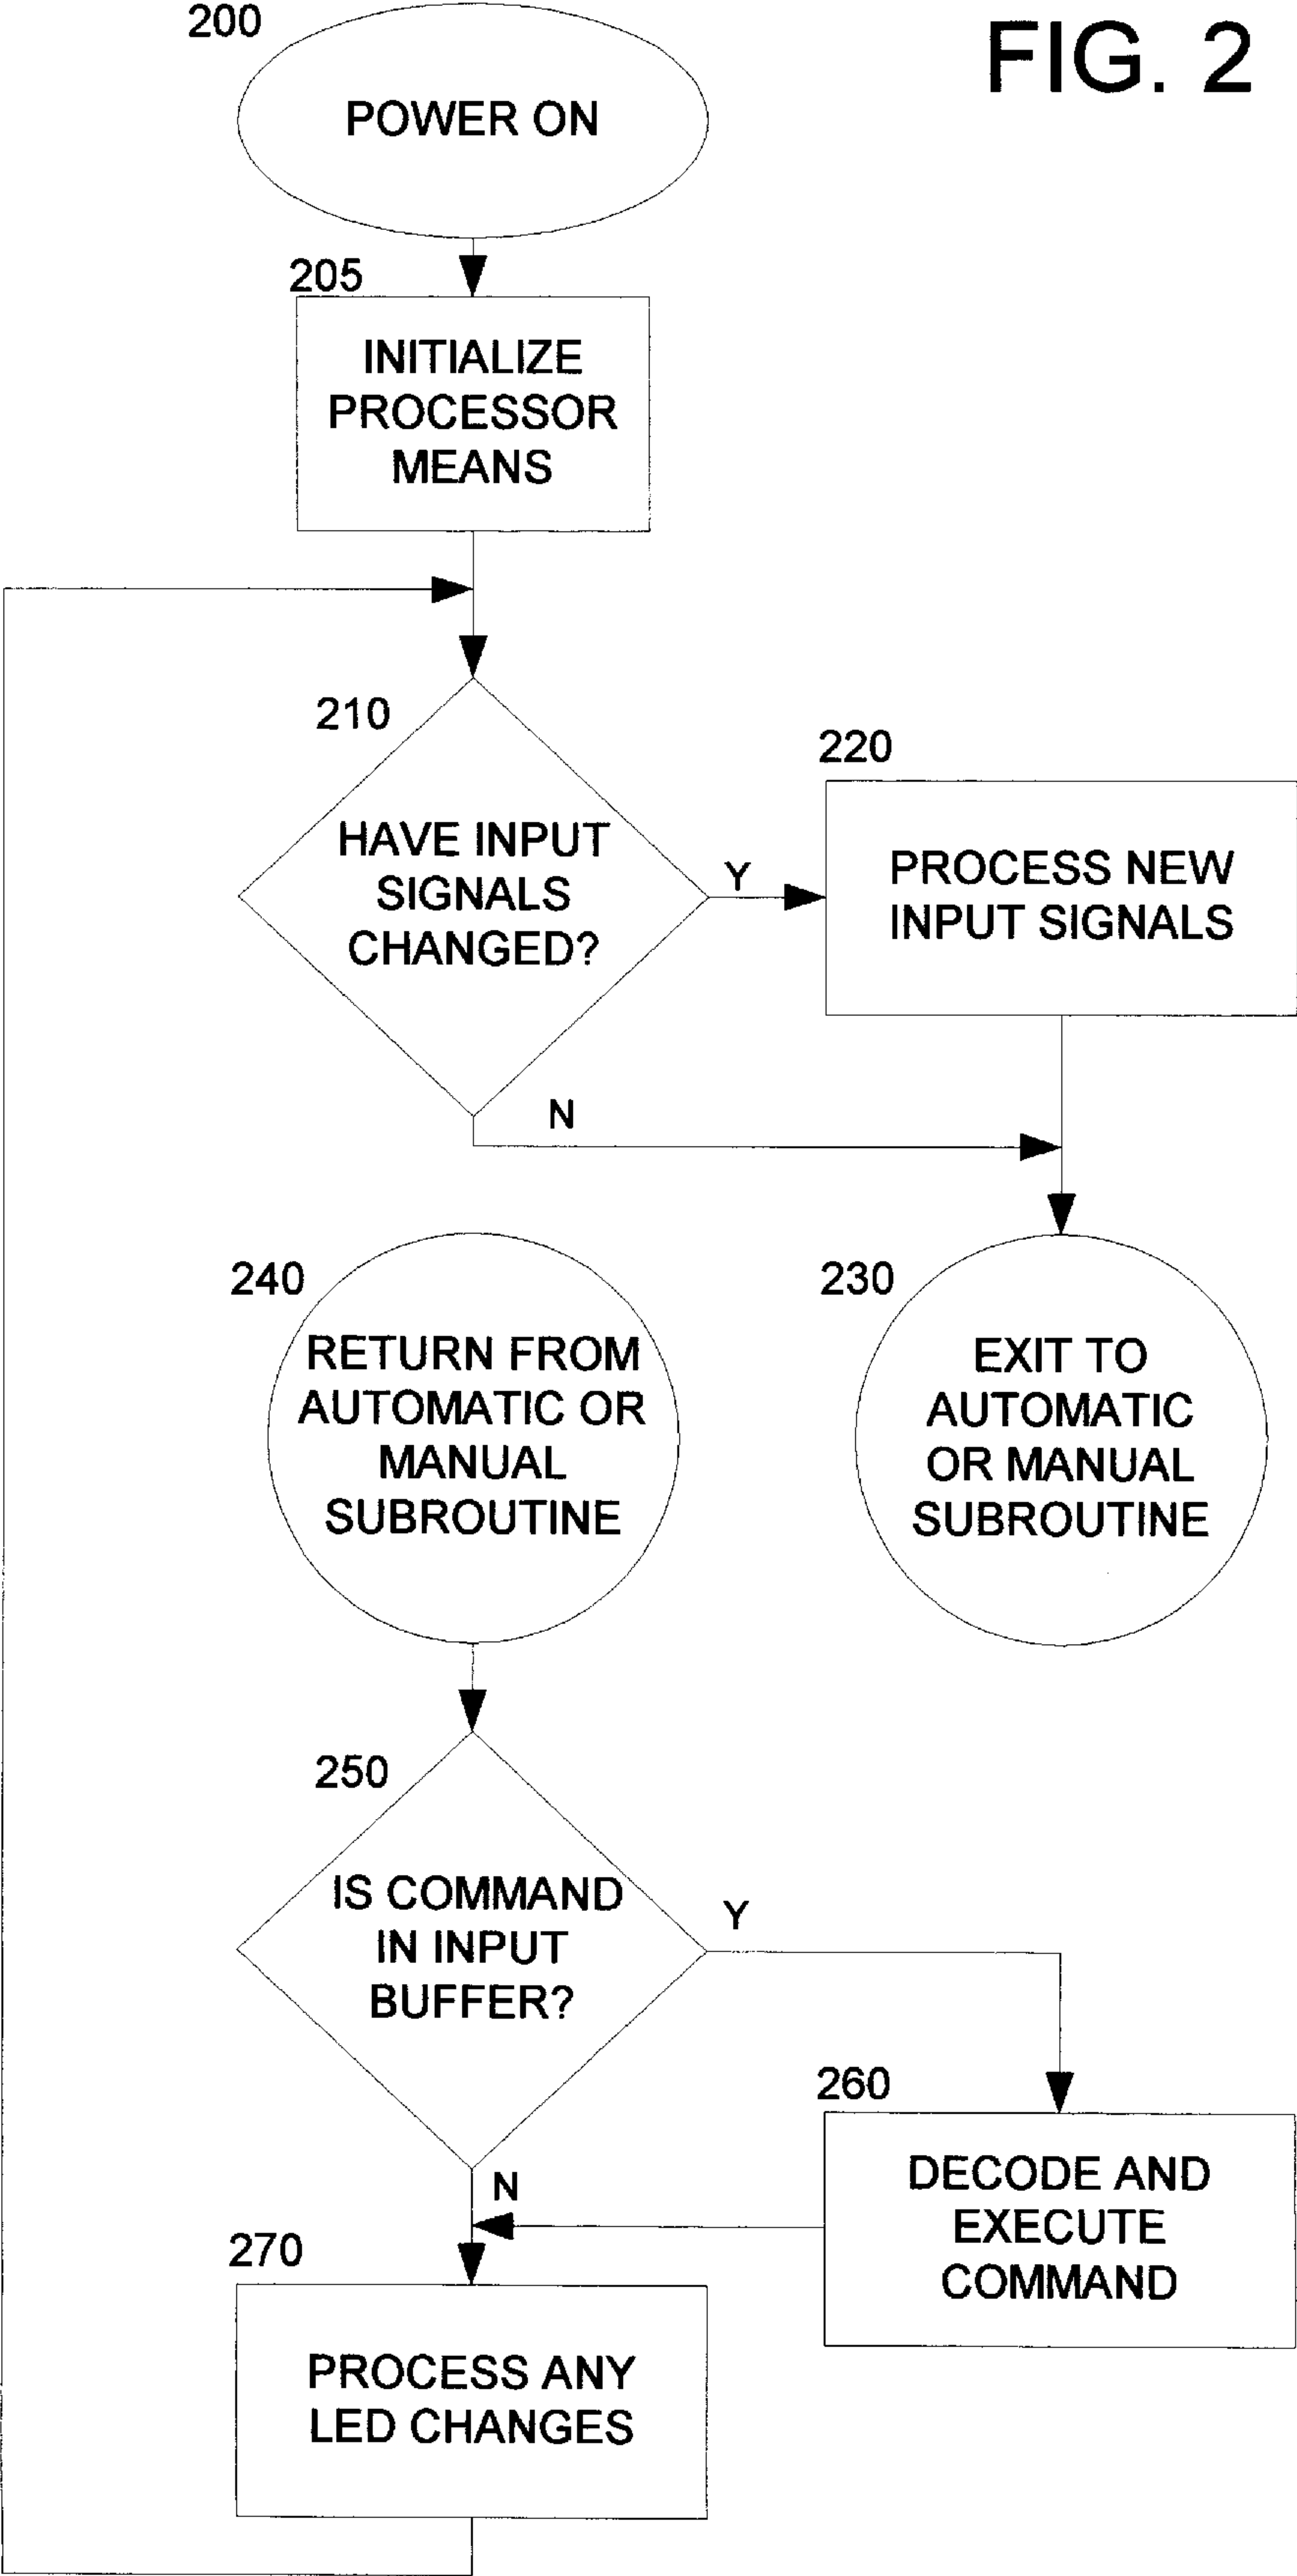 200
FIG. 2
POWER ON
205
INITIALIZE
PROCESSOR
MEANS
210
HAVE INPUT
SIGNALS
CHANGED?
Y
220
PROCESS NEW
INPUT SIGNALS
N
240
RETURN FROM
AUTOMATIC OR
MANUAL
SUBROUTINE
230
EXIT TO
AUTOMATIC
OR MANUAL
SUBROUTINE
250
IS COMMAND
IN INPUT
BUFFER?
Y
260
DECODE AND
EXECUTE
COMMAND
N
270
PROCESS ANY
LED CHANGES